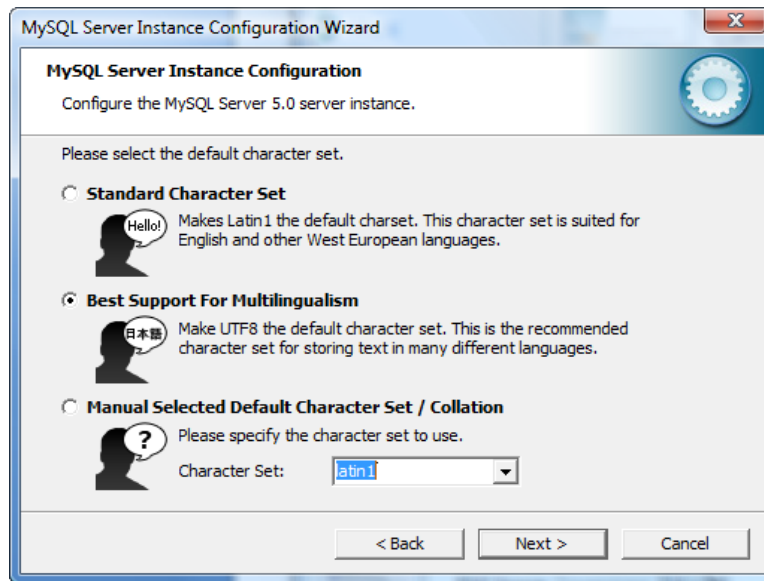 MySQL Server Instance Configuration Wizard
MySQL Server Instance Configuration
Configure the MySQL Server 5.0 server instance.
Please select the default character set.
Standard Character Set
Hello!
Makes Latin1 the default charset. This character set is suited for
English and other West European languages.
Best Support For Multilingualism
日本語
Make UTF8 the default character set. This is the recommended
character set for storing text in many different languages.
Manual Selected Default Character Set / Collation
?
Please specify the character set to use.
Character Set: latin1
< Back Next > Cancel